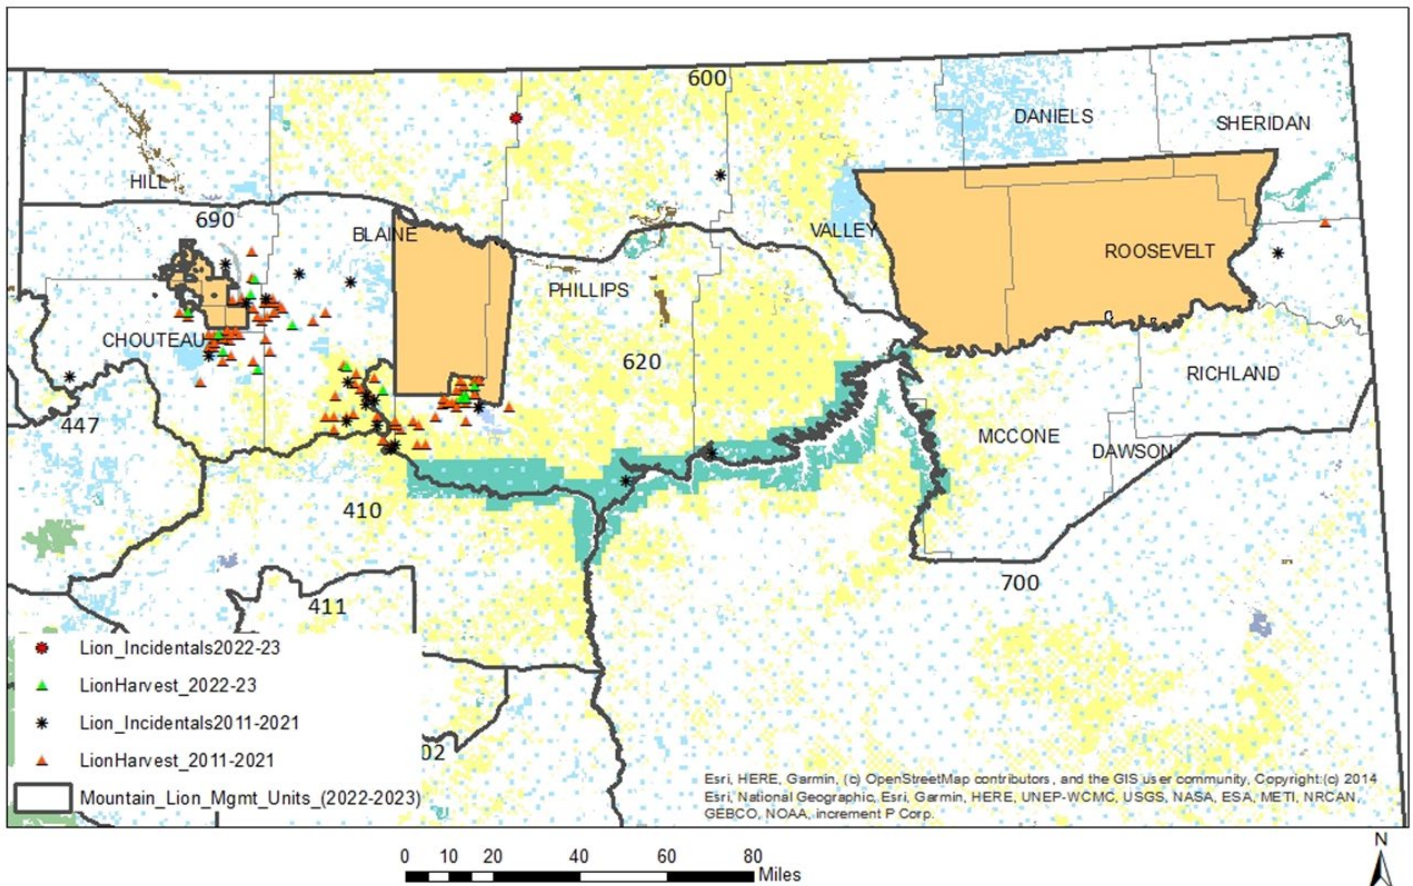 600
DANIELS
SHERIDAN
HILL
690
BLAINE
VALLEY
ROOSEVELT
PHILLIPS
CHOUTEAU
620
RICHLAND
447
MCCONE
DAWSON
410
700
411
Lion_Incidentals2022-23
LionHarvest_2022-23
Lion_Incidentals2011-2021
02
LionHarvest_2011-2021
Mountain_Lion_Mgmt_Units_(2022-2023)
Esri, HERE, Garmin, (c) OpenStreetMap contributors, and the GIS user community, Copyright:(c) 2014
Esri, National Geographic, Esri, Garmin, HERE, UNEP-WCMC, USGS, NASA, ESA, METI, NRCAN,
GEBCO, NOAA, increment P Corp.
N
0 10 20 40 60 80
Miles